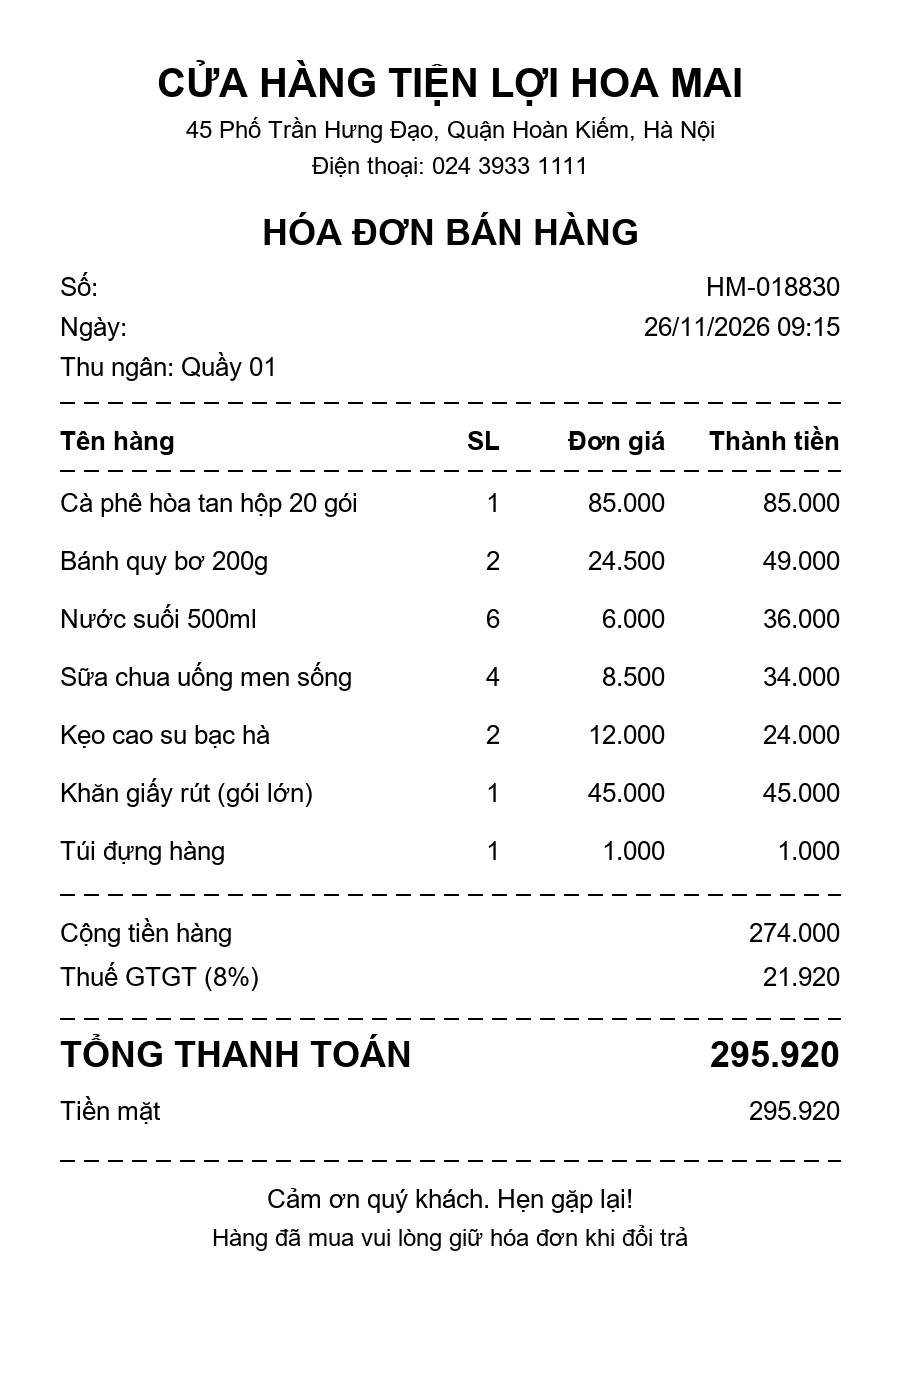 CỬA HÀNG TIỆN LỢI HOA MAI
45 Phố Trần Hưng Đạo, Quận Hoàn Kiếm, Hà Nội
Điện thoại: 024 3933 1111
HÓA ĐƠN BÁN HÀNG
Số: HM-018830
Ngày: 26/11/2026 09:15
Thu ngân: Quầy 01
Tên hàng SL Đơn giá Thành tiền
Cà phê hòa tan hộp 20 gói 1 85.000 85.000
Bánh quy bơ 200g 2 24.500 49.000
Nước suối 500ml 6 6.000 36.000
Sữa chua uống men sống 4 8.500 34.000
Kẹo cao su bạc hà 2 12.000 24.000
Khăn giấy rút (gói lớn) 1 45.000 45.000
Túi đựng hàng 1 1.000 1.000
Cộng tiền hàng 274.000
Thuế GTGT (8%) 21.920
TỔNG THANH TOÁN 295.920
Tiền mặt 295.920
Cảm ơn quý khách. Hẹn gặp lại!
Hàng đã mua vui lòng giữ hóa đơn khi đổi trả